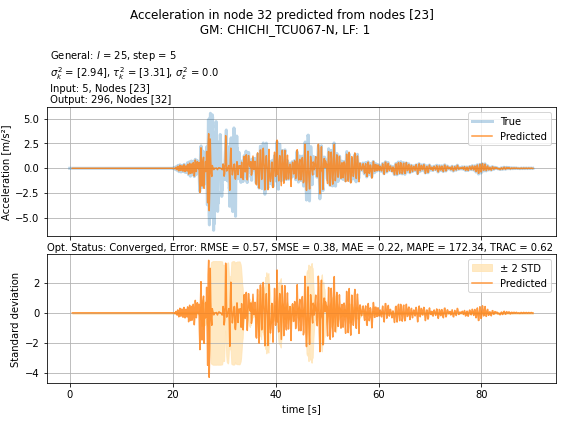 Acceleration in node 32 predicted from nodes [23]
GM: CHICHI_TCU067-N, LF: 1
General: l = 25, step = 5
σ²ₖ = [2.94], τ²ₖ = [3.31], σ²ε = 0.0
Input: 5, Nodes [23]
Output: 296, Nodes [32]
Acceleration [m/s²]
5.0
2.5
0.0
−2.5
−5.0
True
Predicted
Opt. Status: Converged, Error: RMSE = 0.57, SMSE = 0.38, MAE = 0.22, MAPE = 172.34, TRAC = 0.62
Standard deviation
2
0
−2
−4
± 2 STD
Predicted
0
20
40
60
80
time [s]